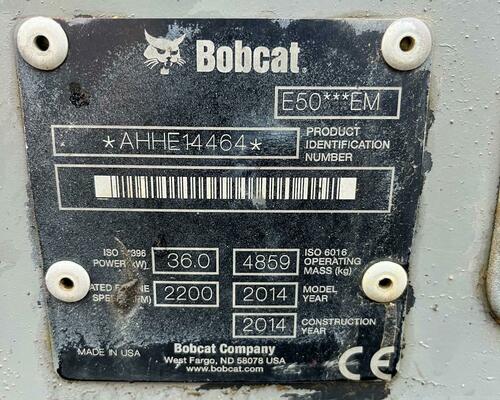 Bobcat
E50***EM
*AHHE14464*
PRODUCT IDENTIFICATION NUMBER
ISO
POWER (kW)
36.0
4859
ISO 6016
OPERATING
MASS (kg)
SPEED
2200
2014
MODEL
YEAR
2014
CONSTRUCTION
YEAR
MADE IN USA
Bobcat Company
West Fargo, ND 58078 USA
www.bobcat.com
CE